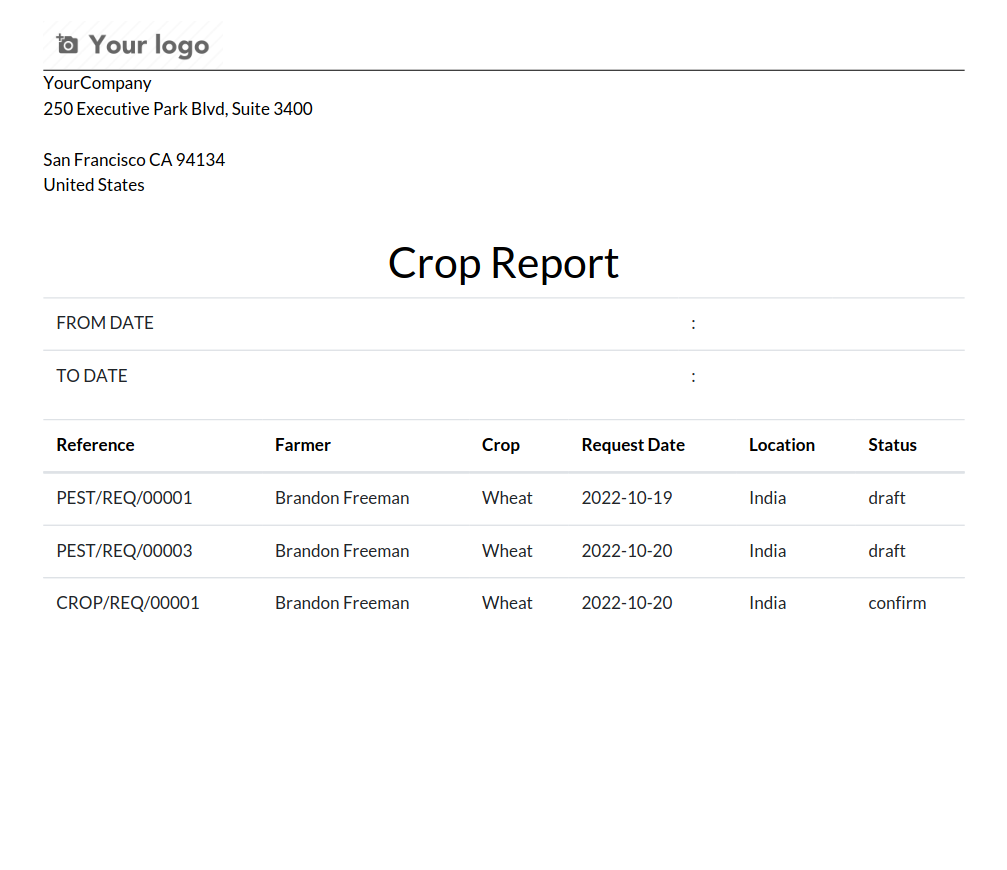 Your logo
YourCompany
250 Executive Park Blvd, Suite 3400
San Francisco CA 94134
United States
Crop Report
FROM DATE :
TO DATE :
Reference Farmer Crop Request Date Location Status
PEST/REQ/00001 Brandon Freeman Wheat 2022-10-19 India draft
PEST/REQ/00003 Brandon Freeman Wheat 2022-10-20 India draft
CROP/REQ/00001 Brandon Freeman Wheat 2022-10-20 India confirm